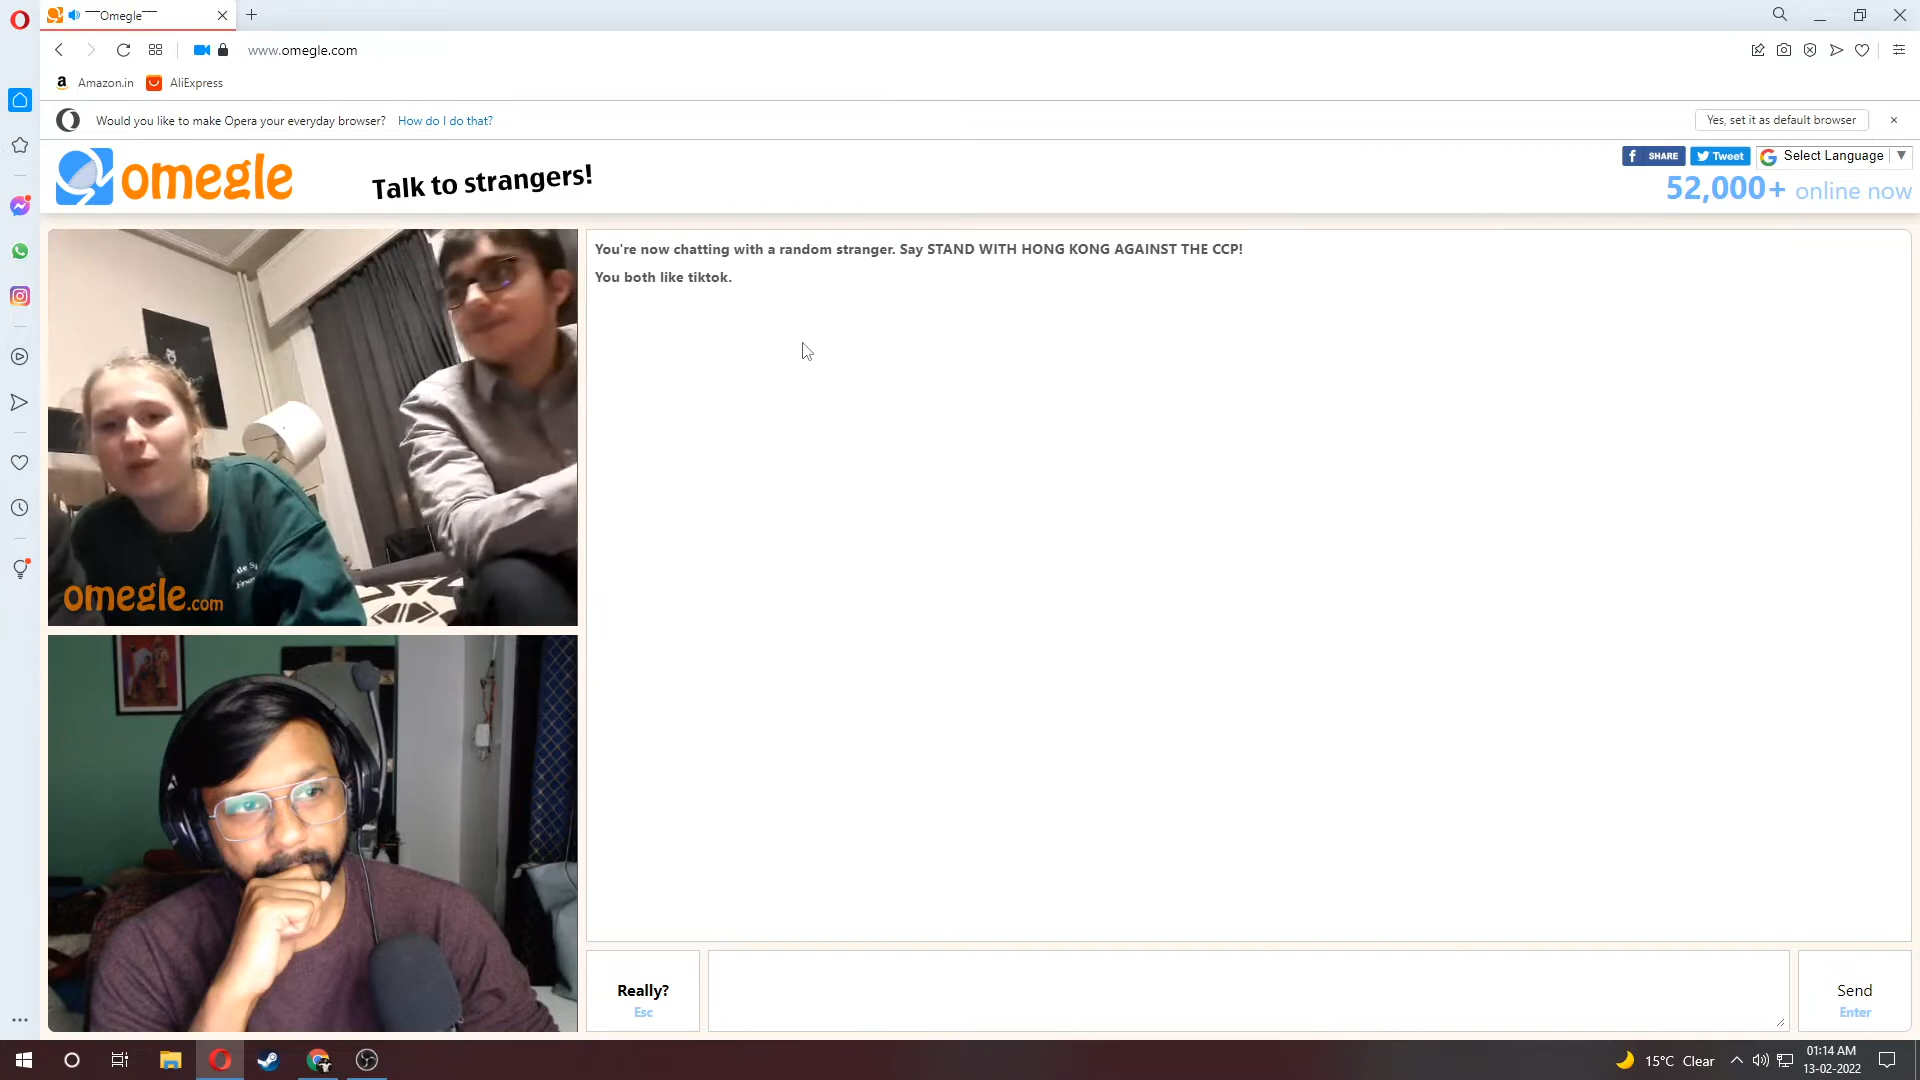 Omegle
www.omegle.com
Amazon.in
AliExpress
Would you like to make Opera your everyday browser? How do I do that?
Yes, set it as default browser
omegle
Talk to strangers!
SHARE
Tweet
Select Language
52,000+ online now
You're now chatting with a random stranger. Say STAND WITH HONG KONG AGAINST THE CCP!
You both like tiktok.
omegle.com
Really?
Esc
Send
Enter
15°C Clear
01:14 AM
13-02-2022